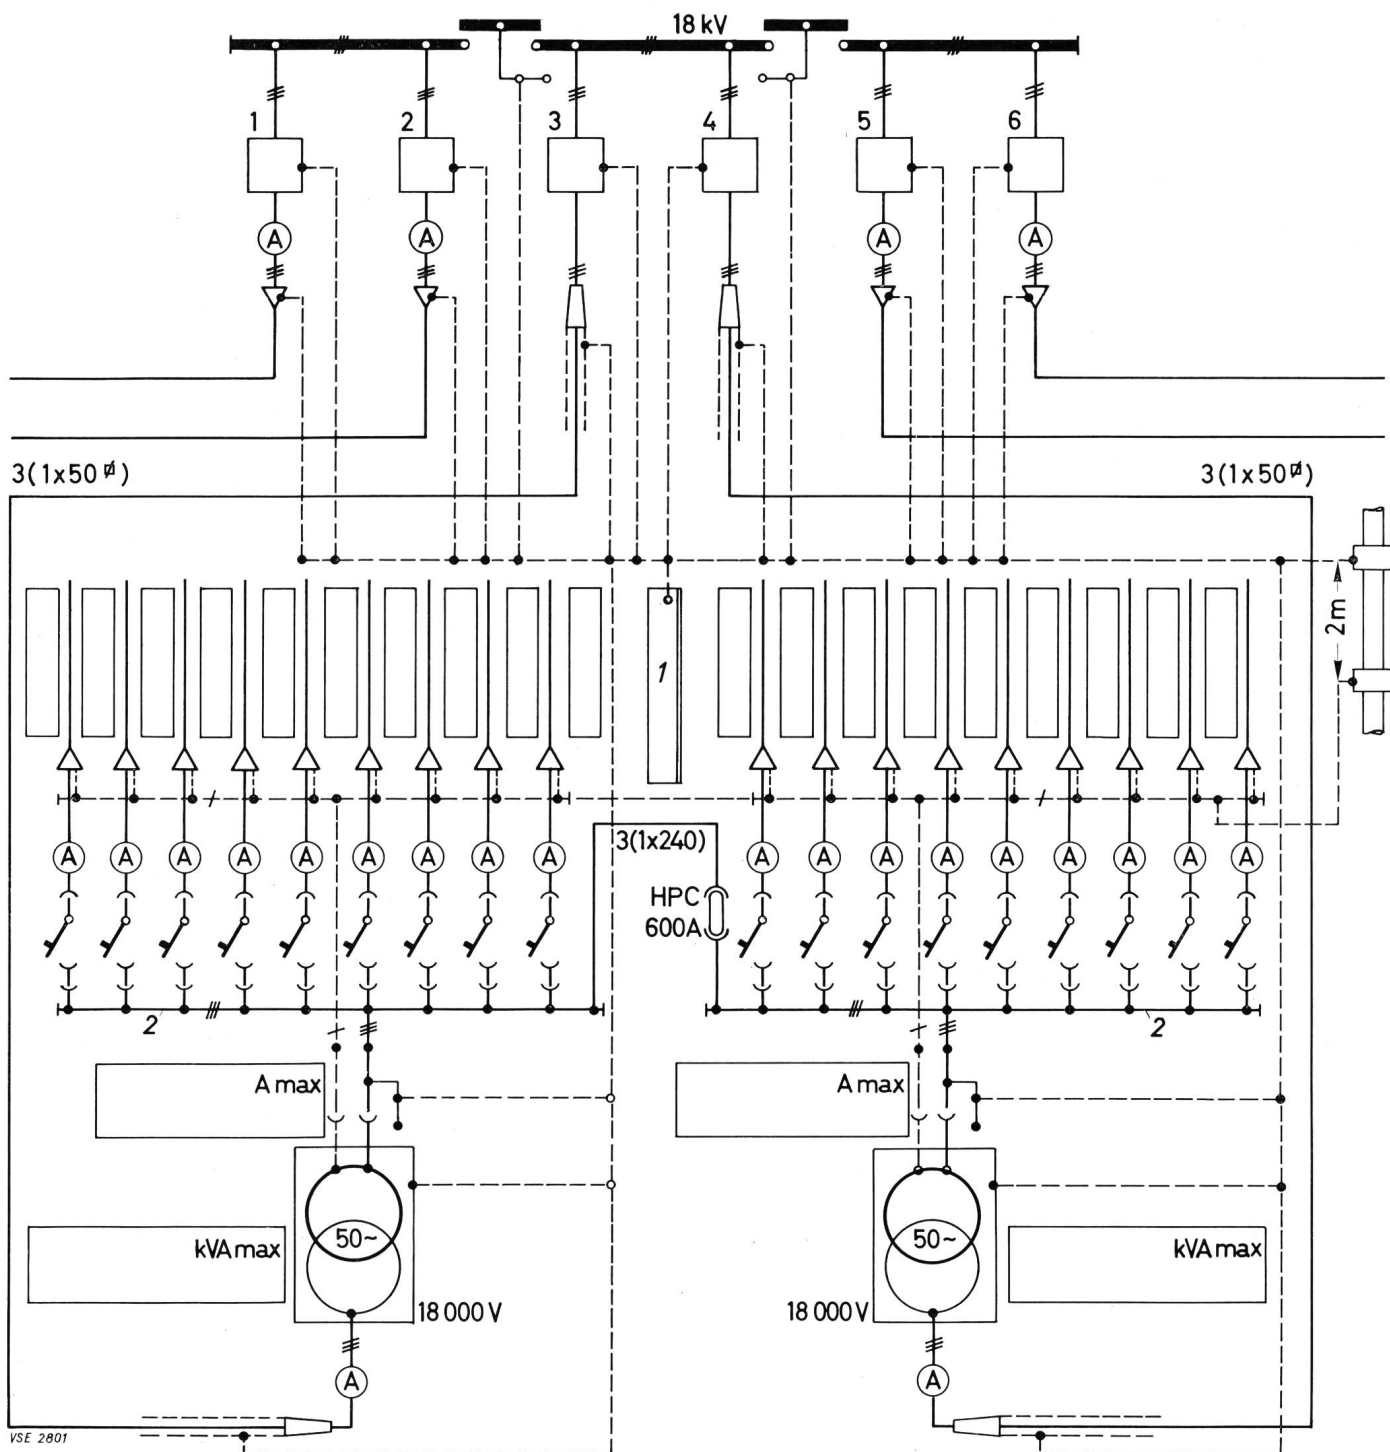 18 kV
1 2 3 4 5 6
A A A A
3(1x50⌀) 3(1x50⌀)
2m
1
3(1x240)
A A A A A A A A A A A A A A A A A A
HPC
600A
2 2
A max A max
50~ 50~
kVA max kVA max
18 000 V 18 000 V
A A
VSE 2801